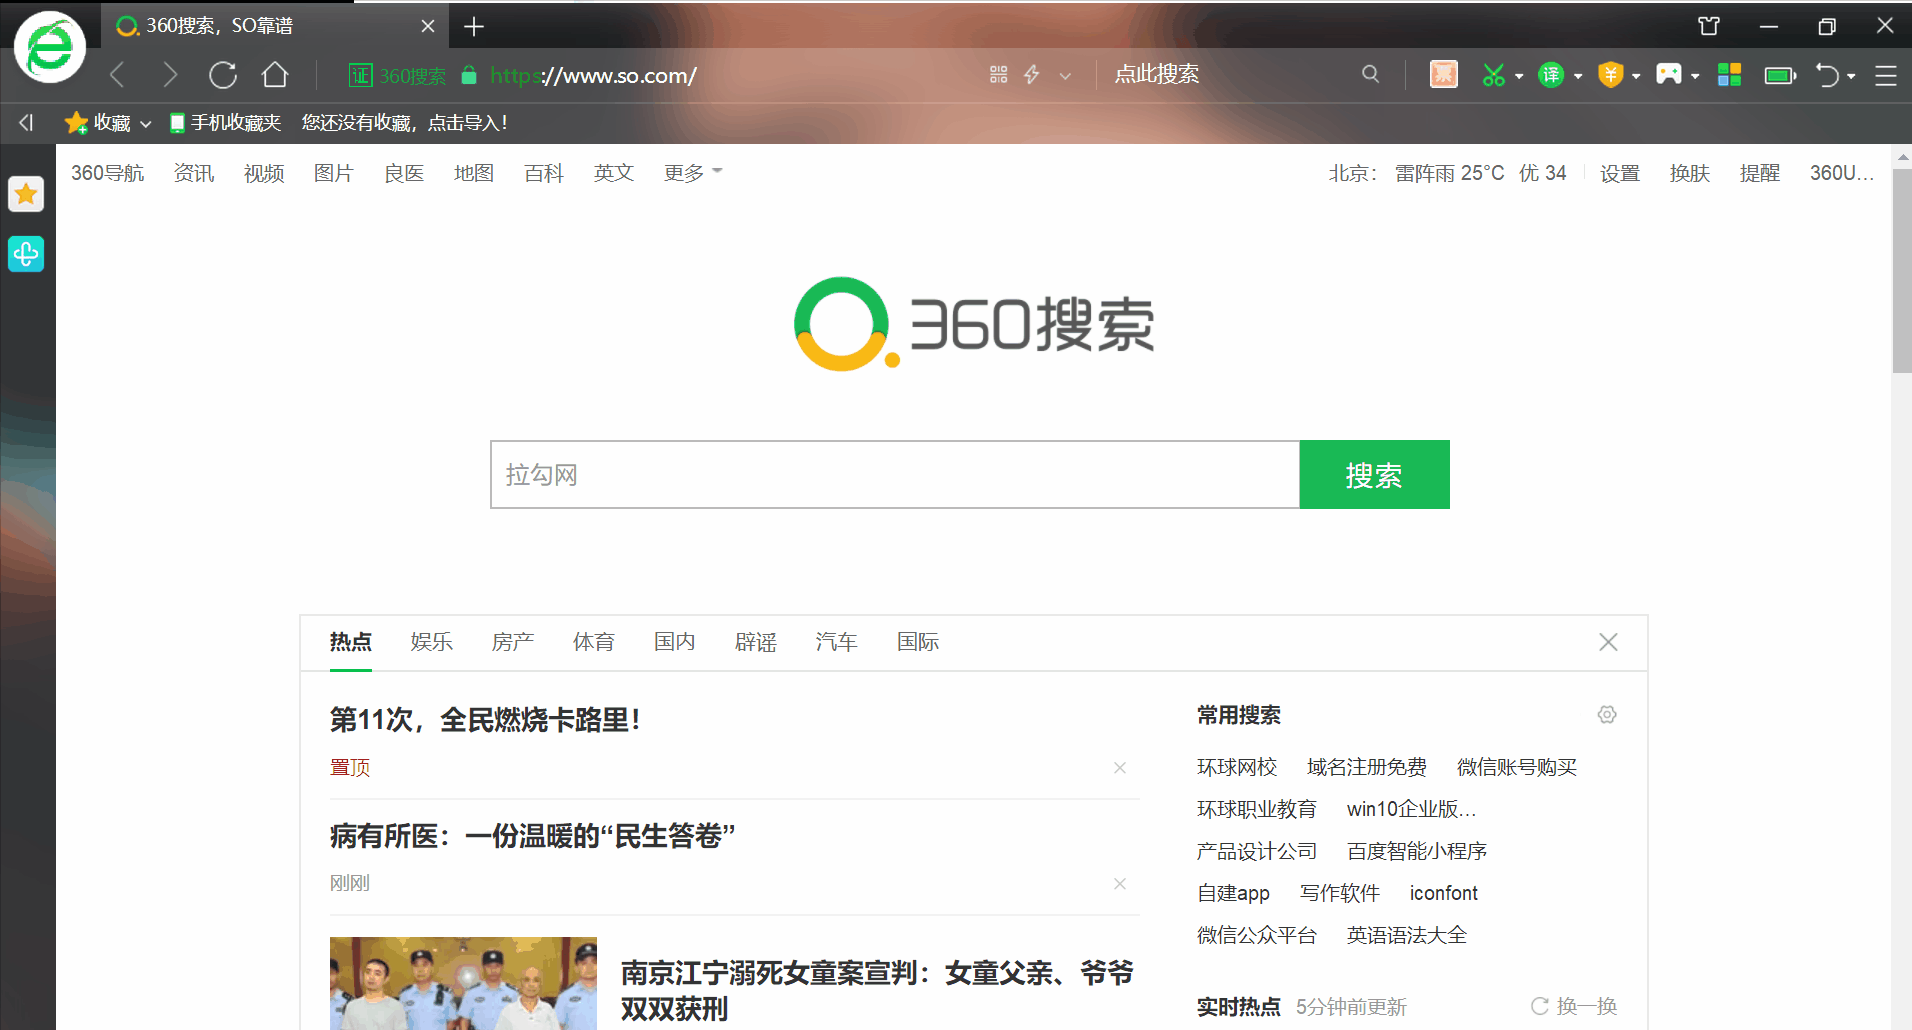 360搜索，SO靠谱
证 360搜索 https://www.so.com/ 点此搜索 译
收藏 手机收藏夹 您还没有收藏，点击导入！
360导航 资讯 视频 图片 良医 地图 百科 英文 更多 北京： 雷阵雨 25°C 优 34 设置 换肤 提醒 360U...
360搜索
拉勾网 搜索
热点 娱乐 房产 体育 国内 辟谣 汽车 国际
第11次，全民燃烧卡路里！
置顶
病有所医：一份温暖的“民生答卷”
刚刚
南京江宁溺死女童案宣判：女童父亲、爷爷
双双获刑
常用搜索
环球网校 域名注册免费 微信账号购买
环球职业教育 win10企业版...
产品设计公司 百度智能小程序
自建app 写作软件 iconfont
微信公众平台 英语语法大全
实时热点 5分钟前更新 换一换